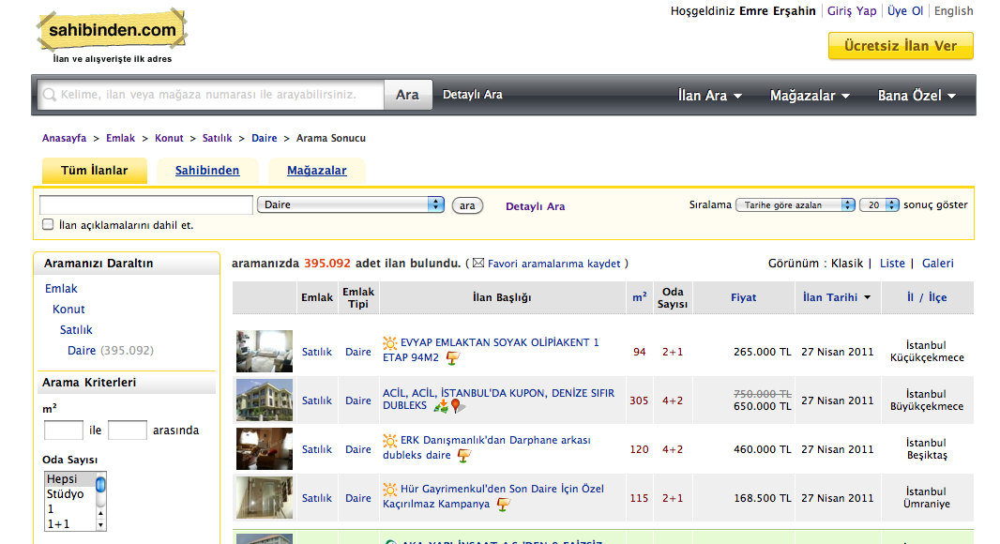 sahibinden.com
İlan ve alışverişte ilk adres
Hoşgeldiniz Emre Erşahin | Giriş Yap | Üye Ol | English
Ücretsiz İlan Ver
Kelime, ilan veya mağaza numarası ile arayabilirsiniz.
Ara
Detaylı Ara
İlan Ara
Mağazalar
Bana Özel
Anasayfa > Emlak > Konut > Satılık > Daire > Arama Sonucu
Tüm İlanlar
Sahibinden
Mağazalar
Daire
ara
Detaylı Ara
Sıralama Tarihe göre azalan 20 sonuç göster
İlan açıklamalarını dahil et.
Aramanızı Daraltın
Emlak
Konut
Satılık
Daire (395.092)
Arama Kriterleri
m²
ile arasında
Oda Sayısı
Hepsi
Stüdyo
1
1+1
aramanızda 395.092 adet ilan bulundu. ( Favori aramalarıma kaydet )
Görünüm : Klasik | Liste | Galeri
Emlak
Emlak Tipi
İlan Başlığı
m²
Oda Sayısı
Fiyat
İlan Tarihi
İl / İlçe
Satılık Daire EVYAP EMLAKTAN SOYAK OLİPİAKENT 1
ETAP 94M2 94 2+1 265.000 TL 27 Nisan 2011 İstanbul
Küçükçekmece
Satılık Daire ACİL, ACİL, İSTANBUL'DA KUPON, DENİZE SIFIR
DUBLEKS 305 4+2 750.000 TL
650.000 TL 27 Nisan 2011 İstanbul
Büyükçekmece
Satılık Daire ERK Danışmanlık'dan Darphane arkası
dubleks daire 120 4+2 460.000 TL 27 Nisan 2011 İstanbul
Beşiktaş
Satılık Daire Hür Gayrimenkul'den Son Daire İçin Özel
Kaçırılmaz Kampanya 115 2+1 168.500 TL 27 Nisan 2011 İstanbul
Ümraniye